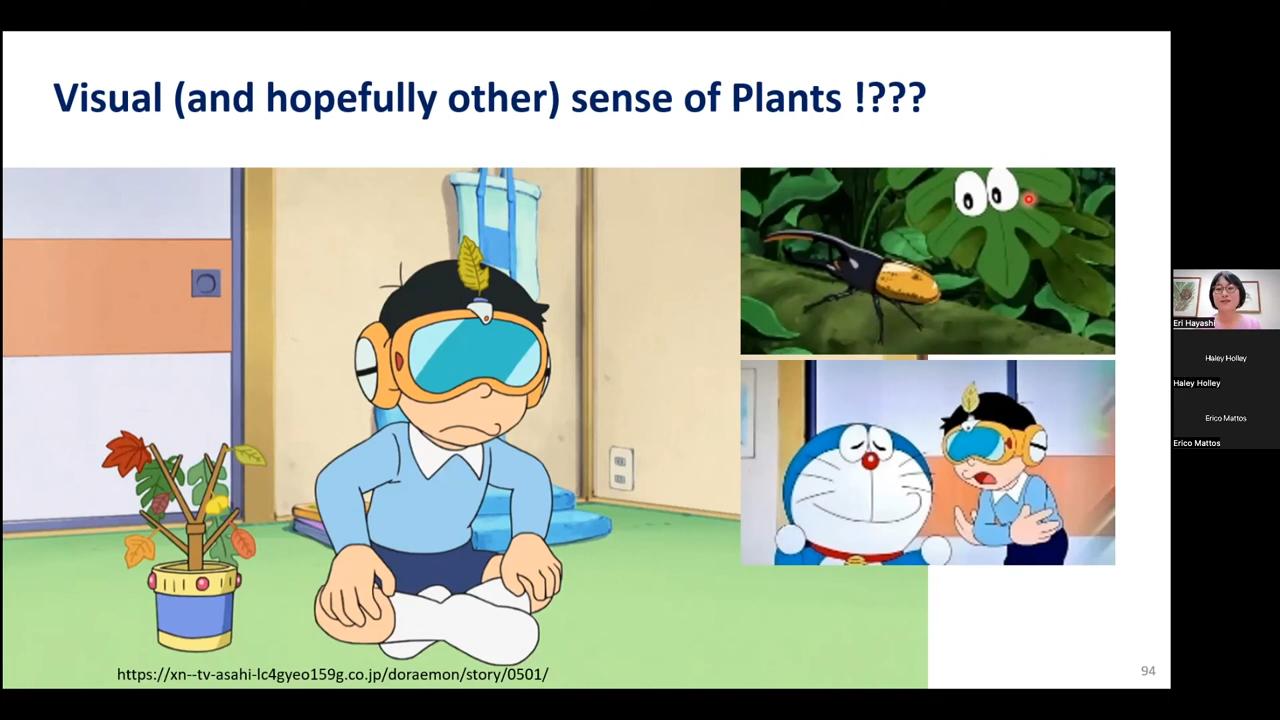 Visual (and hopefully other) sense of Plants !???
https://xn--tv-asahi-lc4gyeo159g.co.jp/doraemon/story/0501/
94
Eri Hayashi
Haley Holley
Haley Holley
Erico Mattos
Erico Mattos